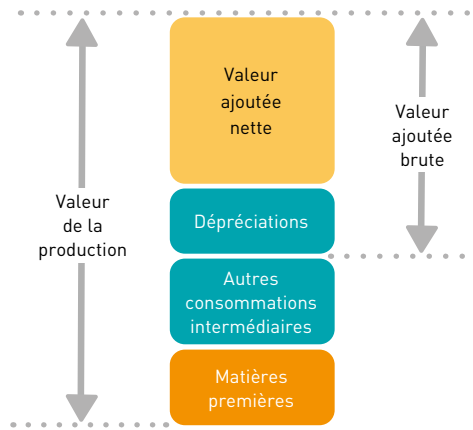 Valeur
ajoutée
nette
Valeur
ajoutée
brute
Valeur
de la
production
Dépréciations
Autres
consommations
intermédiaires
Matières
premières